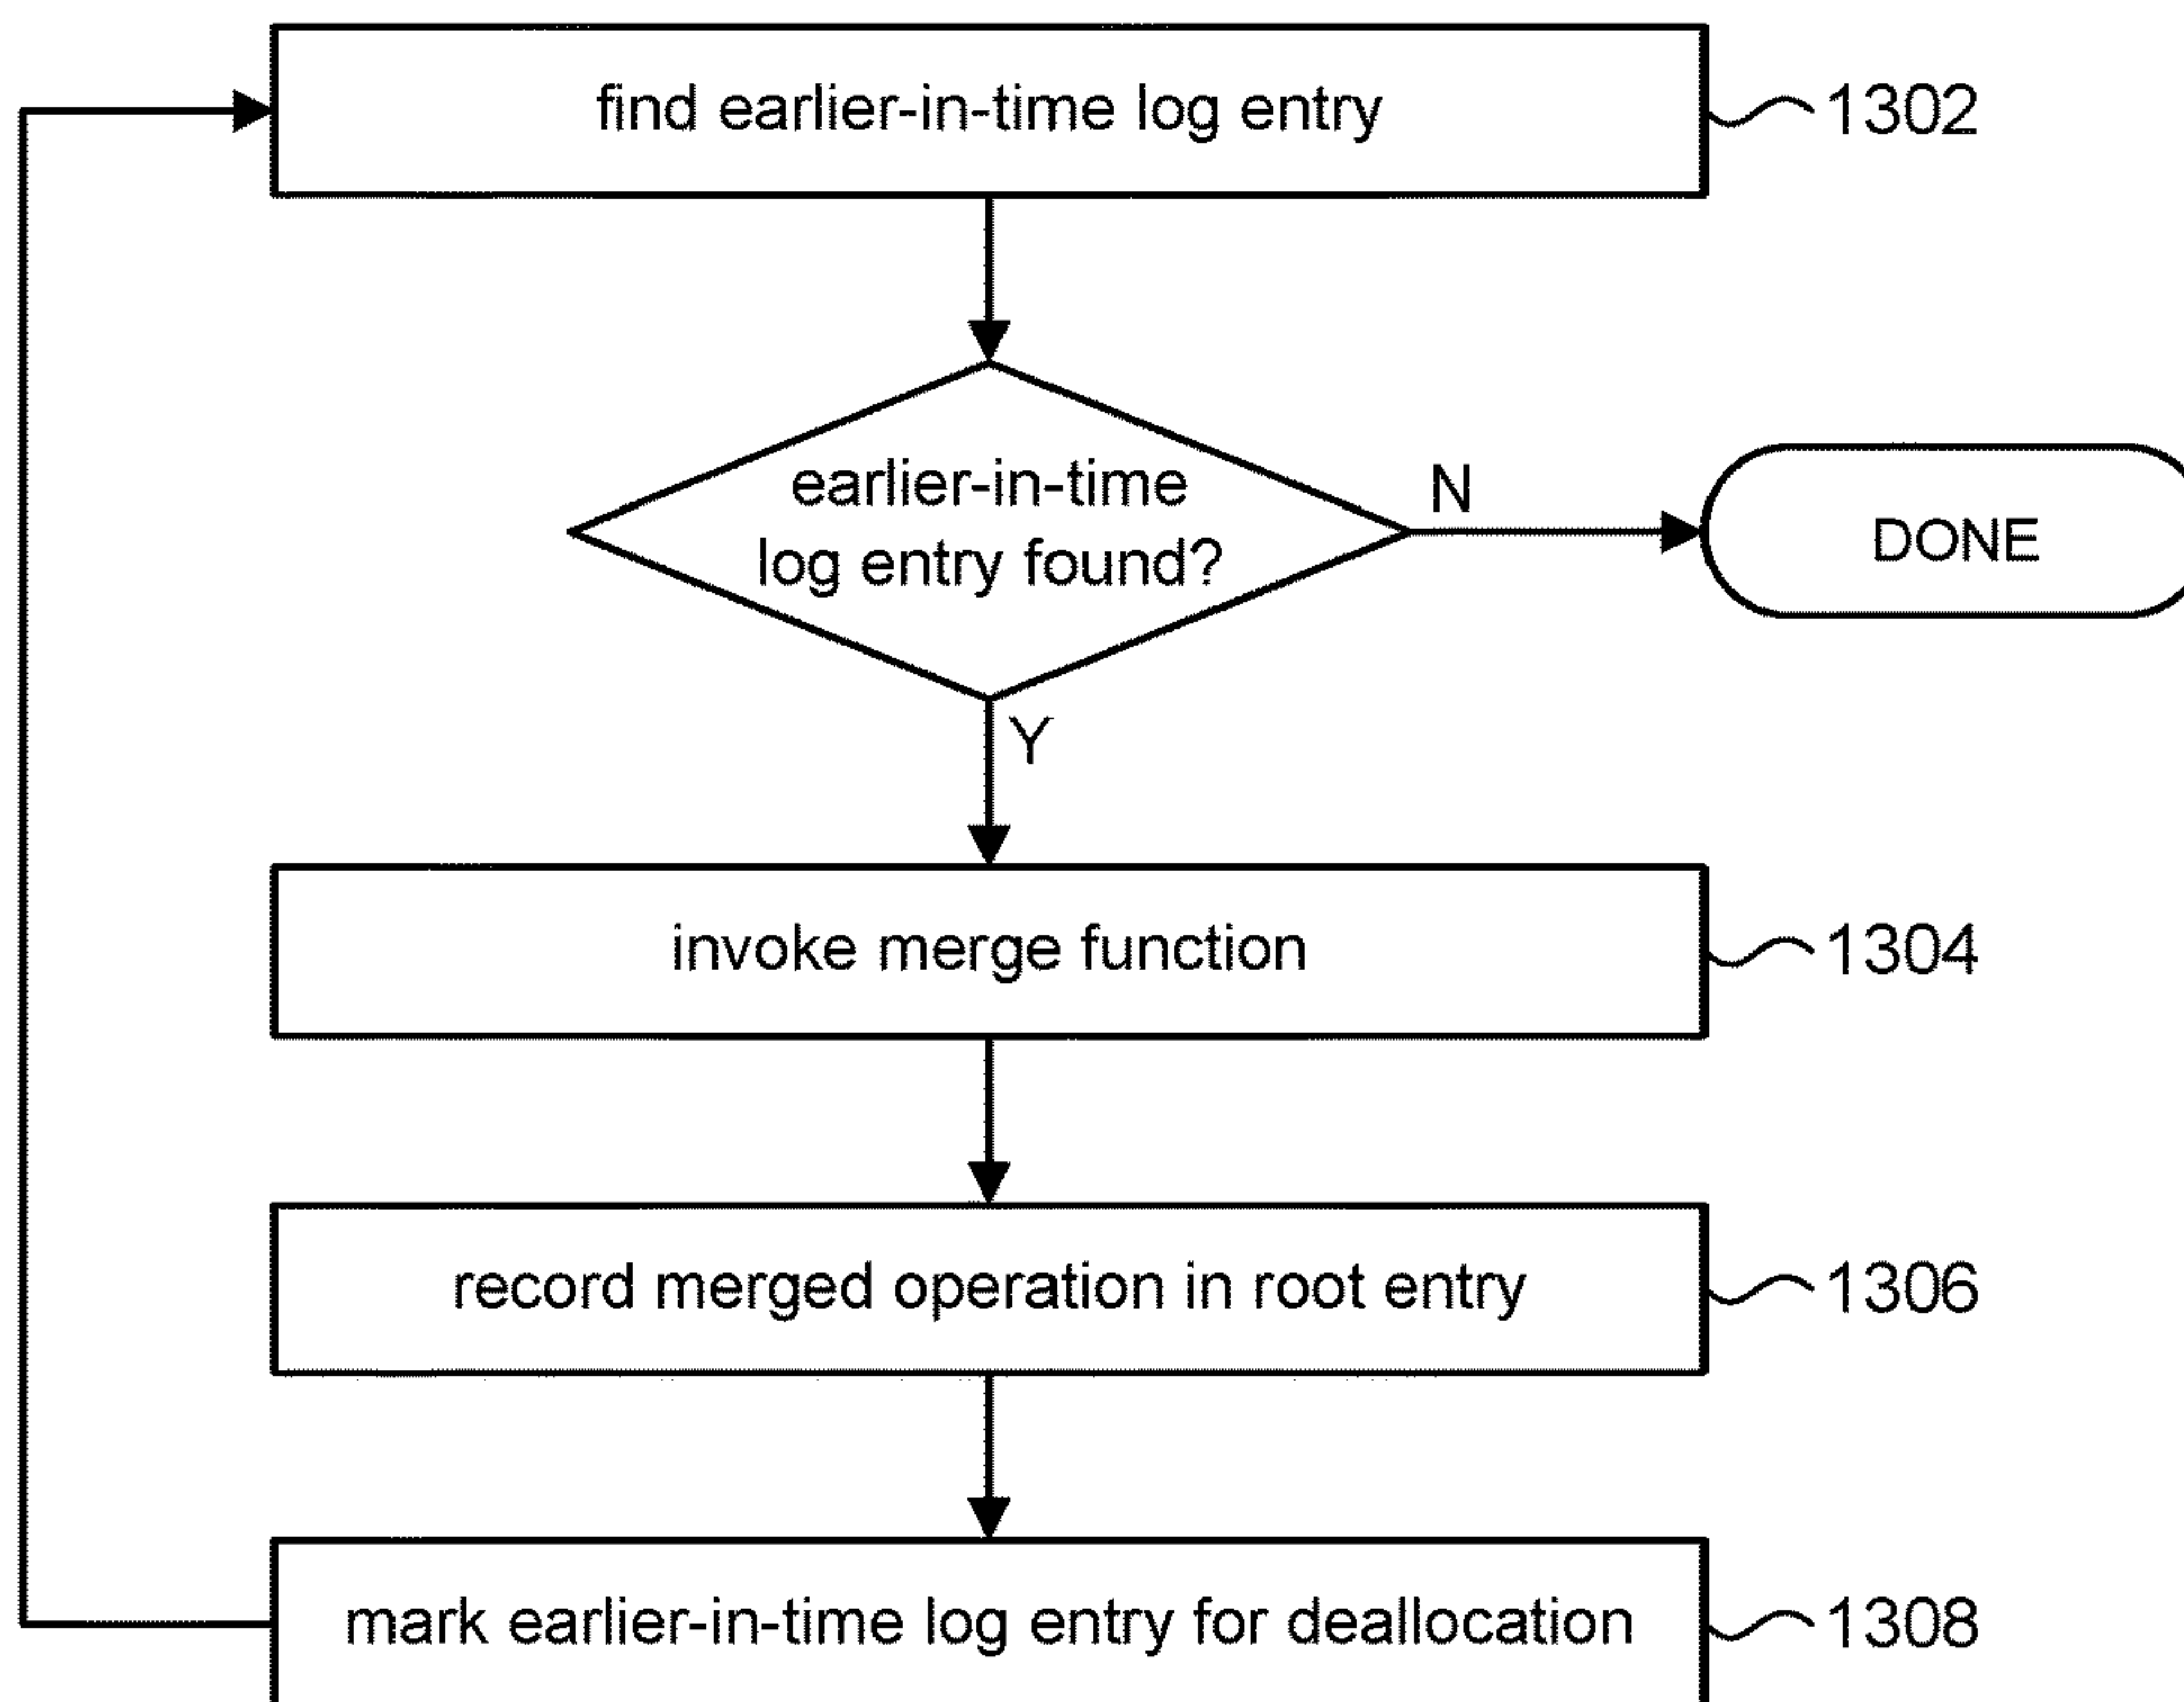 find earlier-in-time log entry
1302
earlier-in-time
log entry found?
N
DONE
Y
invoke merge function
1304
record merged operation in root entry
1306
mark earlier-in-time log entry for deallocation
1308